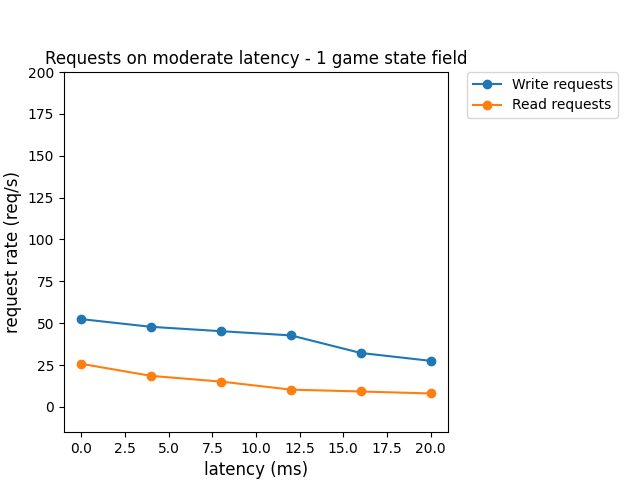 Requests on moderate latency - 1 game state field
Write requests
Read requests
request rate (req/s)
200
175
150
125
100
75
50
25
0
0.0 2.5 5.0 7.5 10.0 12.5 15.0 17.5 20.0
latency (ms)